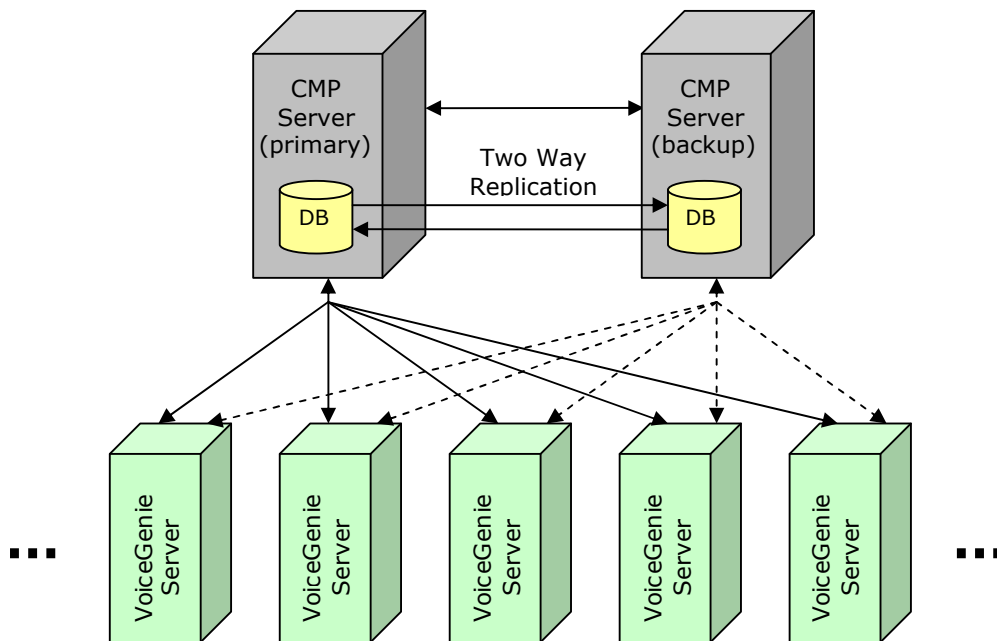 CMP
Server
(primary)
CMP
Server
(backup)
Two Way
Replication
DB
DB
VoiceGenie
Server
VoiceGenie
Server
VoiceGenie
Server
VoiceGenie
Server
VoiceGenie
Server